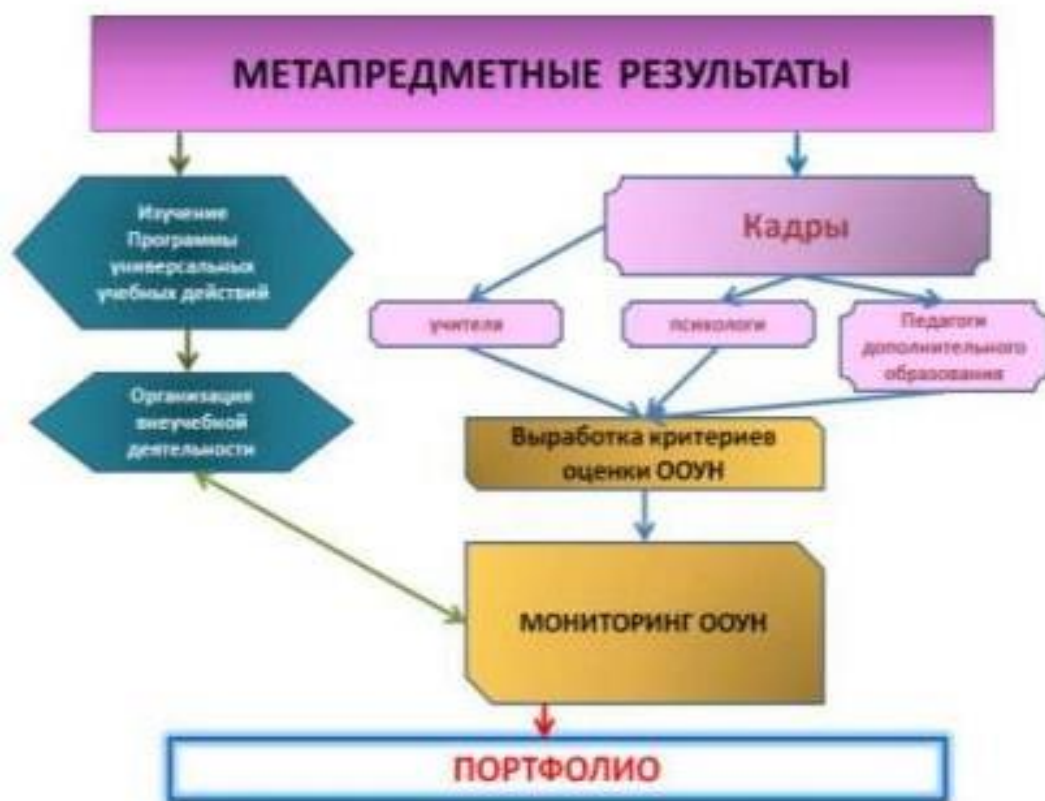 МЕТАПРЕДМЕТНЫЕ РЕЗУЛЬТАТЫ
Изучение
Программы
универсальных
учебных действий
Кадры
учителя
психологи
Педагоги
дополнительного
образования
Организация
внеучебной
деятельности
Выработка критериев
оценки ООУН
МОНИТОРИНГ ООУН
ПОРТФОЛИО